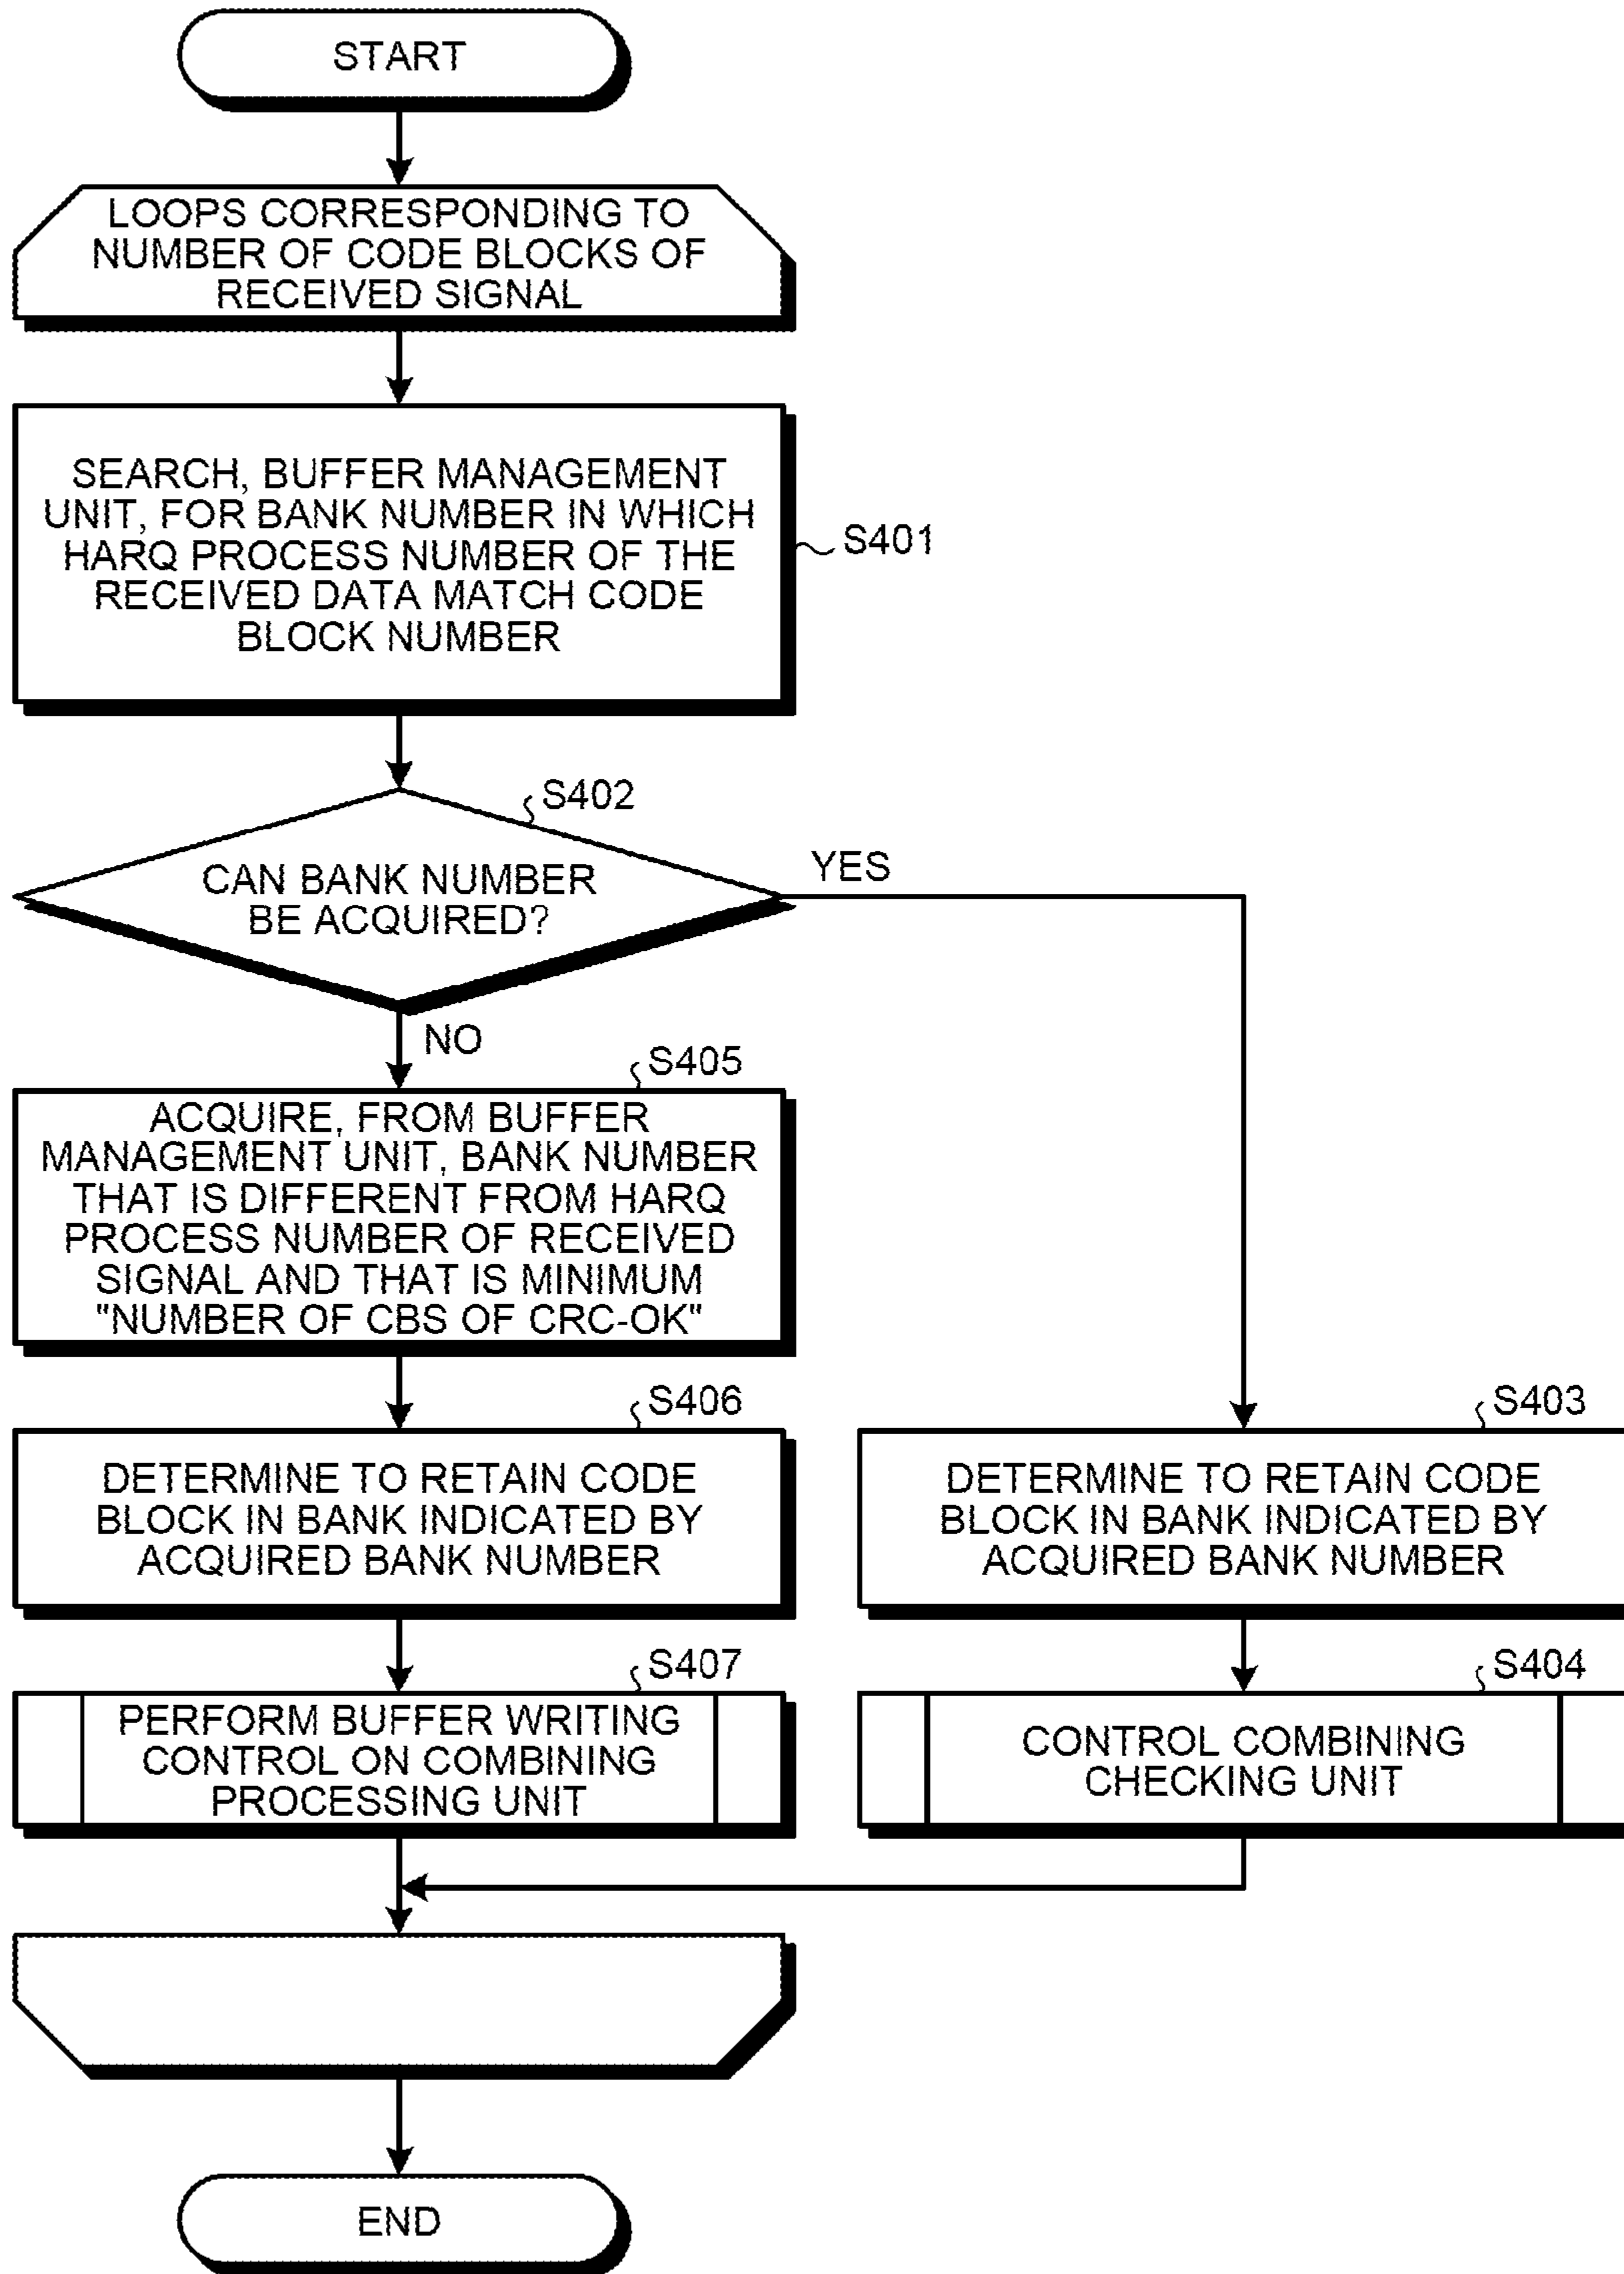 START
LOOPS CORRESPONDING TO
NUMBER OF CODE BLOCKS OF
RECEIVED SIGNAL
SEARCH, BUFFER MANAGEMENT
UNIT, FOR BANK NUMBER IN WHICH
HARQ PROCESS NUMBER OF THE
RECEIVED DATA MATCH CODE
BLOCK NUMBER
S401
S402
CAN BANK NUMBER
BE ACQUIRED?
YES
NO
S405
ACQUIRE, FROM BUFFER
MANAGEMENT UNIT, BANK NUMBER
THAT IS DIFFERENT FROM HARQ
PROCESS NUMBER OF RECEIVED
SIGNAL AND THAT IS MINIMUM
"NUMBER OF CBS OF CRC-OK"
S406
DETERMINE TO RETAIN CODE
BLOCK IN BANK INDICATED BY
ACQUIRED BANK NUMBER
S403
DETERMINE TO RETAIN CODE
BLOCK IN BANK INDICATED BY
ACQUIRED BANK NUMBER
S407
PERFORM BUFFER WRITING
CONTROL ON COMBINING
PROCESSING UNIT
S404
CONTROL COMBINING
CHECKING UNIT
END